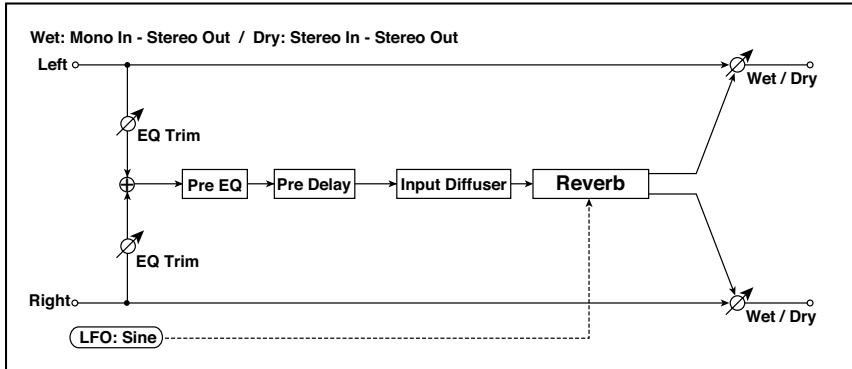 Wet: Mono In - Stereo Out / Dry: Stereo In - Stereo Out
Left
Wet / Dry
EQ Trim
Pre EQ
Pre Delay
Input Diffuser
Reverb
EQ Trim
Right
Wet / Dry
LFO: Sine